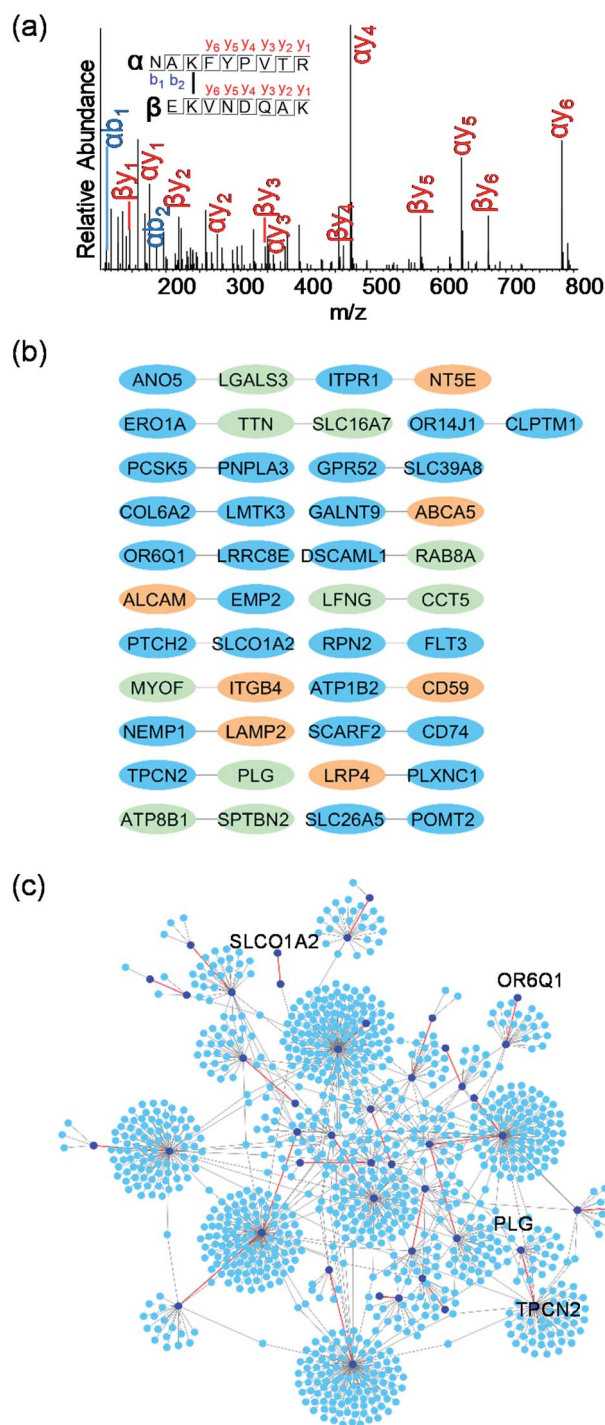 (a)
Relative Abundance
y6 y5 y4 y3 y2 y1
α NAKFYPVTR
b1 b2
y6 y5 y4 y3 y2 y1
β EKVNDQAK
αb1
βy1
αy1
αb2
βy2
αy2
βy3
αy3
βy4
αy4
βy5
αy5
βy6
αy6
200 300 400 500 600 700 800
m/z
(b)
ANO5 LGALS3 ITPR1 NT5E
ERO1A TTN SLC16A7 OR14J1 CLPTM1
PCSK5 PNPLA3 GPR52 SLC39A8
COL6A2 LMTK3 GALNT9 ABCA5
OR6Q1 LRRC8E DSCAML1 RAB8A
ALCAM EMP2 LFNG CCT5
PTCH2 SLCO1A2 RPN2 FLT3
MYOF ITGB4 ATP1B2 CD59
NEMP1 LAMP2 SCARF2 CD74
TPCN2 PLG LRP4 PLXNC1
ATP8B1 SPTBN2 SLC26A5 POMT2
(c)
SLCO1A2
OR6Q1
PLG
TPCN2